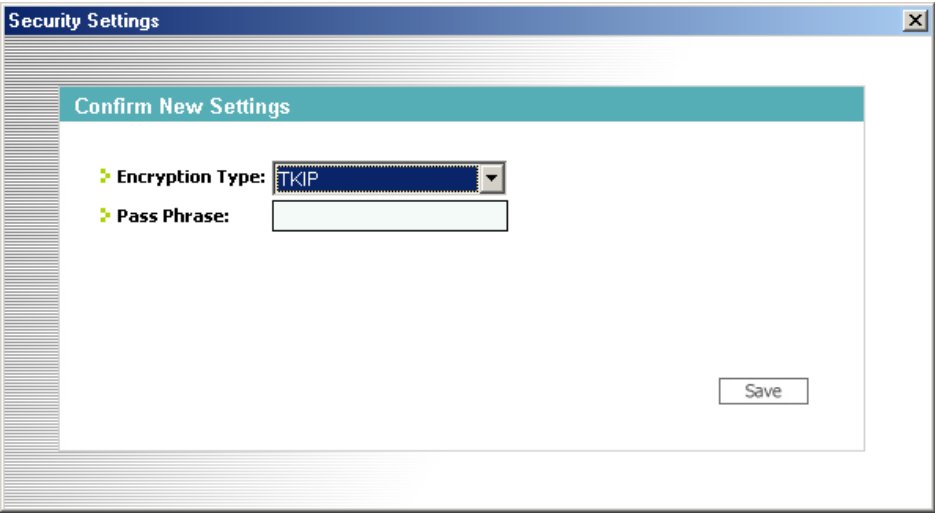 Security Settings
Confirm New Settings
Encryption Type: TKIP
Pass Phrase:
Save